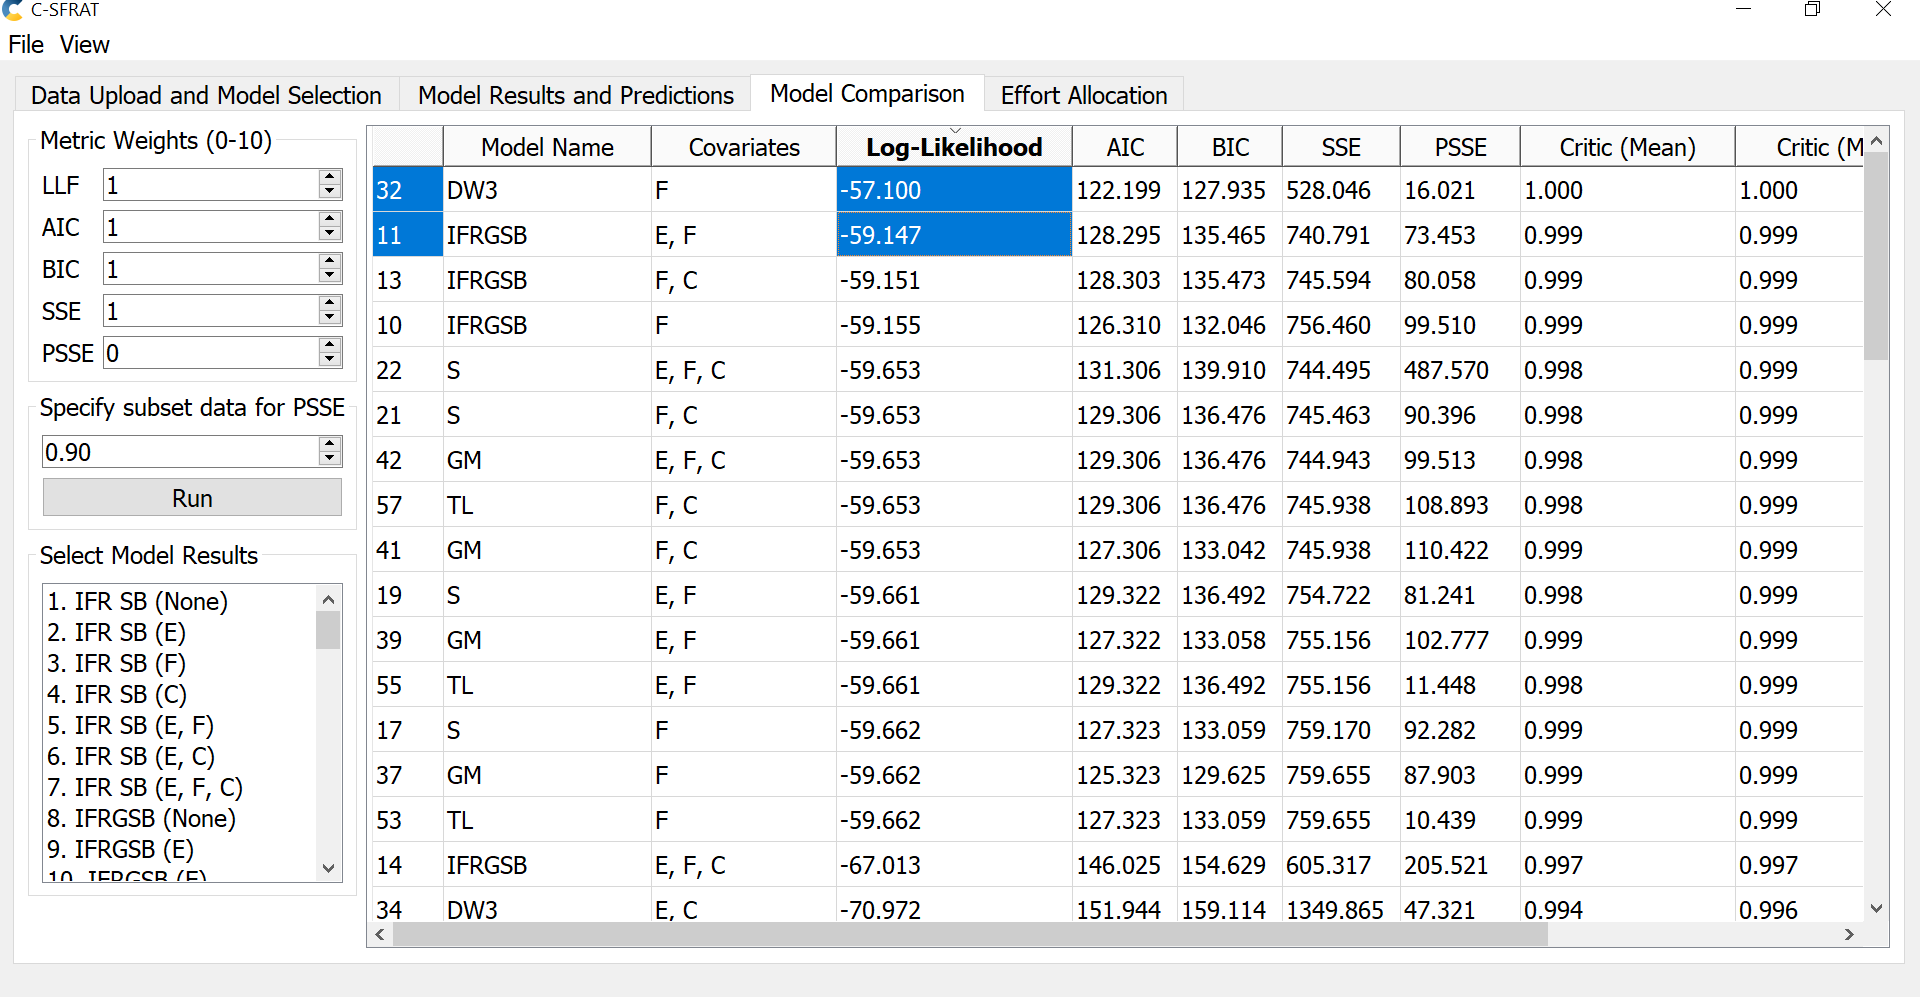 C-SFRAT
File View
Data Upload and Model Selection Model Results and Predictions Model Comparison Effort Allocation
Metric Weights (0-10)
LLF 1
AIC 1
BIC 1
SSE 1
PSSE 0
Specify subset data for PSSE
0.90
Run
Select Model Results
1. IFR SB (None)
2. IFR SB (E)
3. IFR SB (F)
4. IFR SB (C)
5. IFR SB (E, F)
6. IFR SB (E, C)
7. IFR SB (E, F, C)
8. IFRGSB (None)
9. IFRGSB (E)
10. IFRGSB (F)
Model Name Covariates Log-Likelihood AIC BIC SSE PSSE Critic (Mean) Critic (M
32 DW3 F -57.100 122.199 127.935 528.046 16.021 1.000 1.000
11 IFRGSB E, F -59.147 128.295 135.465 740.791 73.453 0.999 0.999
13 IFRGSB F, C -59.151 128.303 135.473 745.594 80.058 0.999 0.999
10 IFRGSB F -59.155 126.310 132.046 756.460 99.510 0.999 0.999
22 S E, F, C -59.653 131.306 139.910 744.495 487.570 0.998 0.999
21 S F, C -59.653 129.306 136.476 745.463 90.396 0.998 0.999
42 GM E, F, C -59.653 129.306 136.476 744.943 99.513 0.998 0.999
57 TL F, C -59.653 129.306 136.476 745.938 108.893 0.998 0.999
41 GM F, C -59.653 127.306 133.042 745.938 110.422 0.999 0.999
19 S E, F -59.661 129.322 136.492 754.722 81.241 0.998 0.999
39 GM E, F -59.661 127.322 133.058 755.156 102.777 0.999 0.999
55 TL E, F -59.661 129.322 136.492 755.156 11.448 0.998 0.999
17 S F -59.662 127.323 133.059 759.170 92.282 0.999 0.999
37 GM F -59.662 125.323 129.625 759.655 87.903 0.999 0.999
53 TL F -59.662 127.323 133.059 759.655 10.439 0.999 0.999
14 IFRGSB E, F, C -67.013 146.025 154.629 605.317 205.521 0.997 0.997
34 DW3 E, C -70.972 151.944 159.114 1349.865 47.321 0.994 0.996